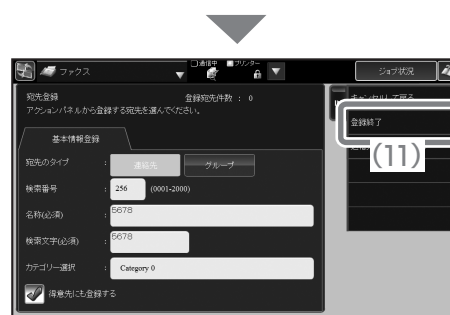 ファクス
通信中
プリンター
ジョブ状況
宛先登録
登録宛先件数 : 0
アクションパネルから登録する宛先を選んでください。
キャンセルして戻る
登録終了
(11)
基本情報登録
宛先のタイプ :
連絡先
グループ
検索番号 :
256
(0001-2000)
名称(必須) :
5678
検索文字(必須) :
5678
カテゴリー選択 :
Category 0
得意先にも登録する